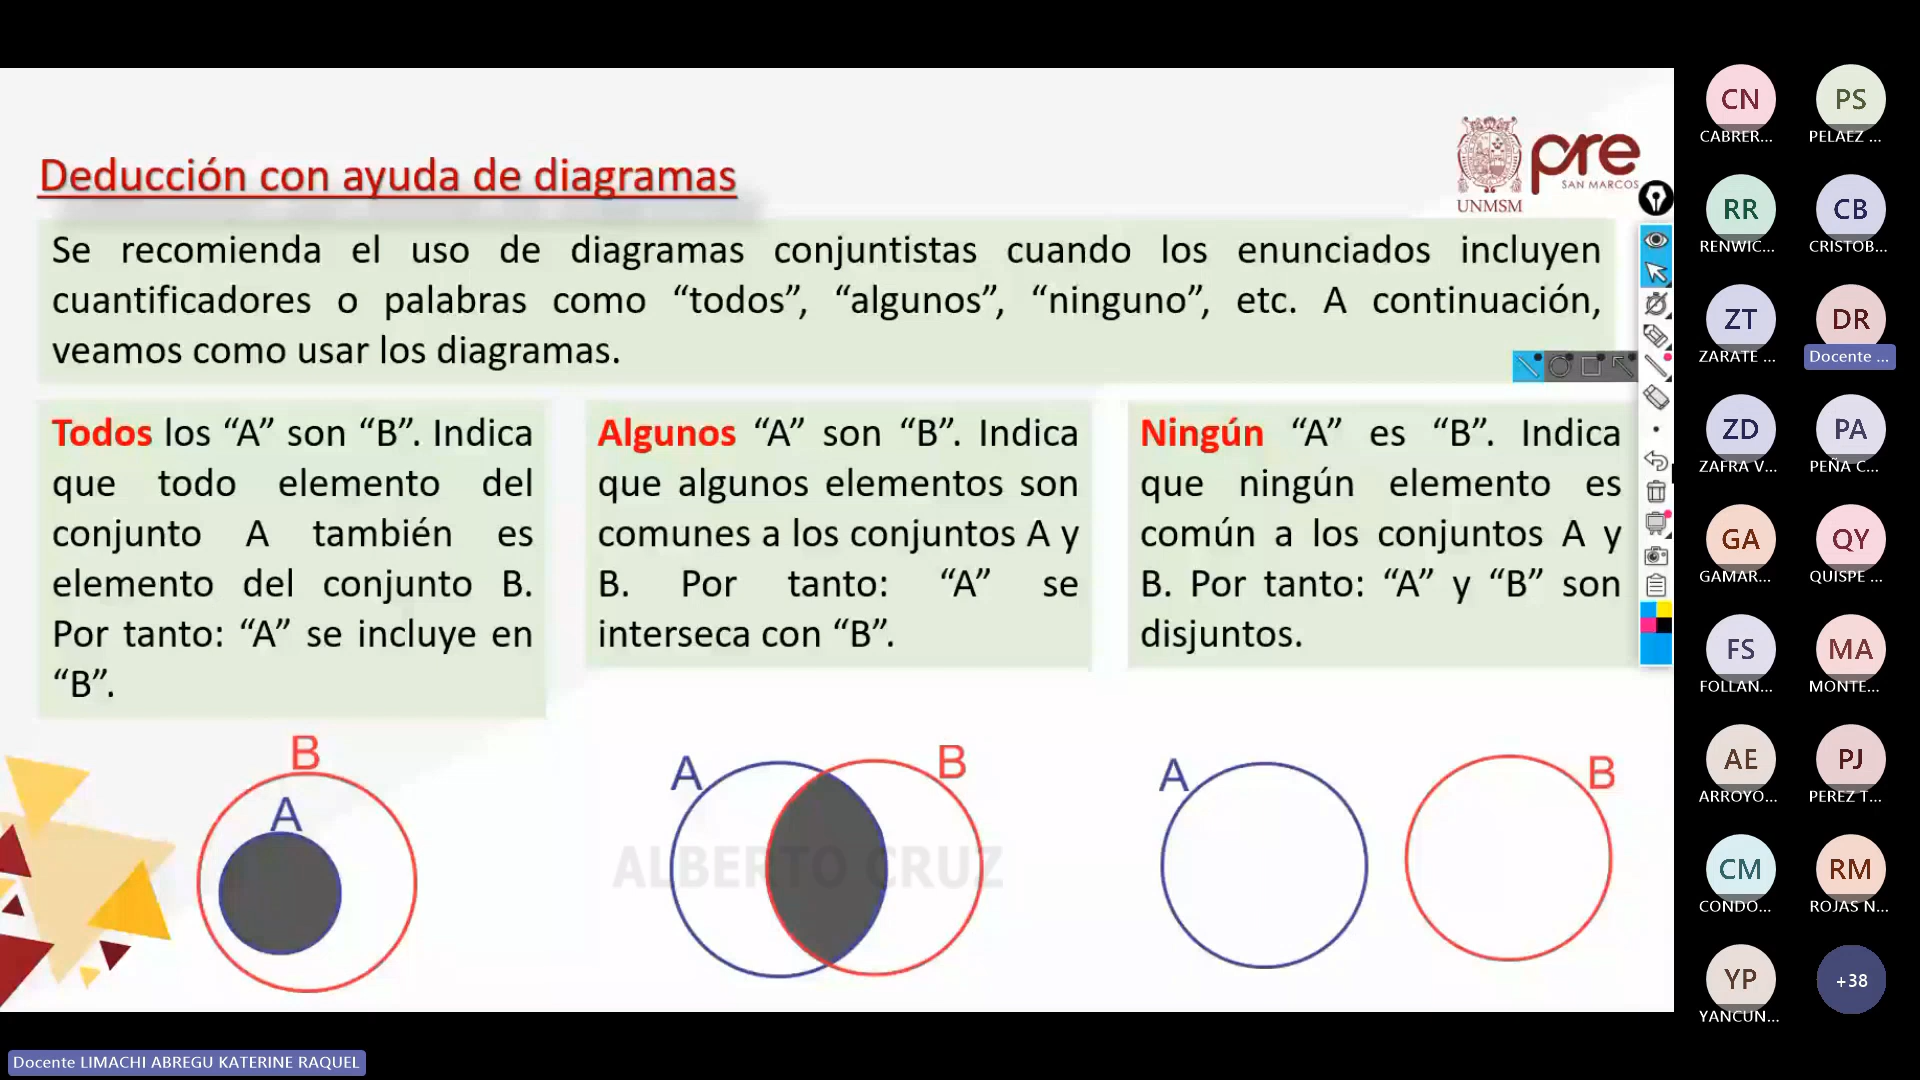 Deducción con ayuda de diagramas
UNMSM
pre
SAN MARCOS
Se recomienda el uso de diagramas conjuntistas cuando los enunciados incluyen
cuantificadores o palabras como “todos”, “algunos”, “ninguno”, etc. A continuación,
veamos como usar los diagramas.
Todos los “A” son “B”. Indica
que todo elemento del
conjunto A también es
elemento del conjunto B.
Por tanto: “A” se incluye en
“B”.
Algunos “A” son “B”. Indica
que algunos elementos son
comunes a los conjuntos A y
B. Por tanto: “A” se
interseca con “B”.
Ningún “A” es “B”. Indica
que ningún elemento es
común a los conjuntos A y
B. Por tanto: “A” y “B” son
disjuntos.
B
A
A
B
A
B
ALBERTO CRUZ
CN
CABRER...
PS
PELAEZ ...
RR
RENWIC...
CB
CRISTOB...
ZT
ZARATE ...
DR
Docente ...
ZD
ZAFRA V...
PA
PEÑA C...
GA
GAMAR...
QY
QUISPE ...
FS
FOLLAN...
MA
MONTE...
AE
ARROYO...
PJ
PEREZ T...
CM
CONDO...
RM
ROJAS N...
YP
YANCUN...
+38
Docente LIMACHI ABREGU KATERINE RAQUEL